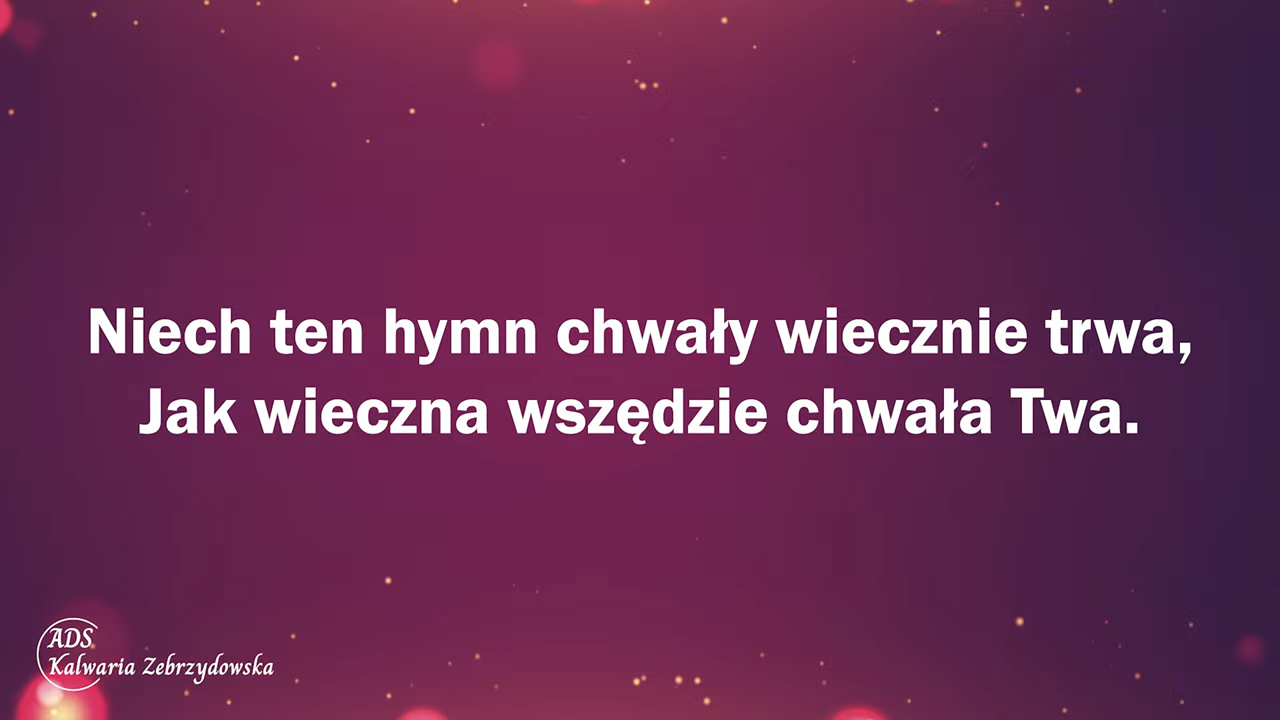 Niech ten hymn chwały wiecznie trwa,
Jak wieczna wszędzie chwała Twa.
ADS
Kalwaria Zebrzydowska